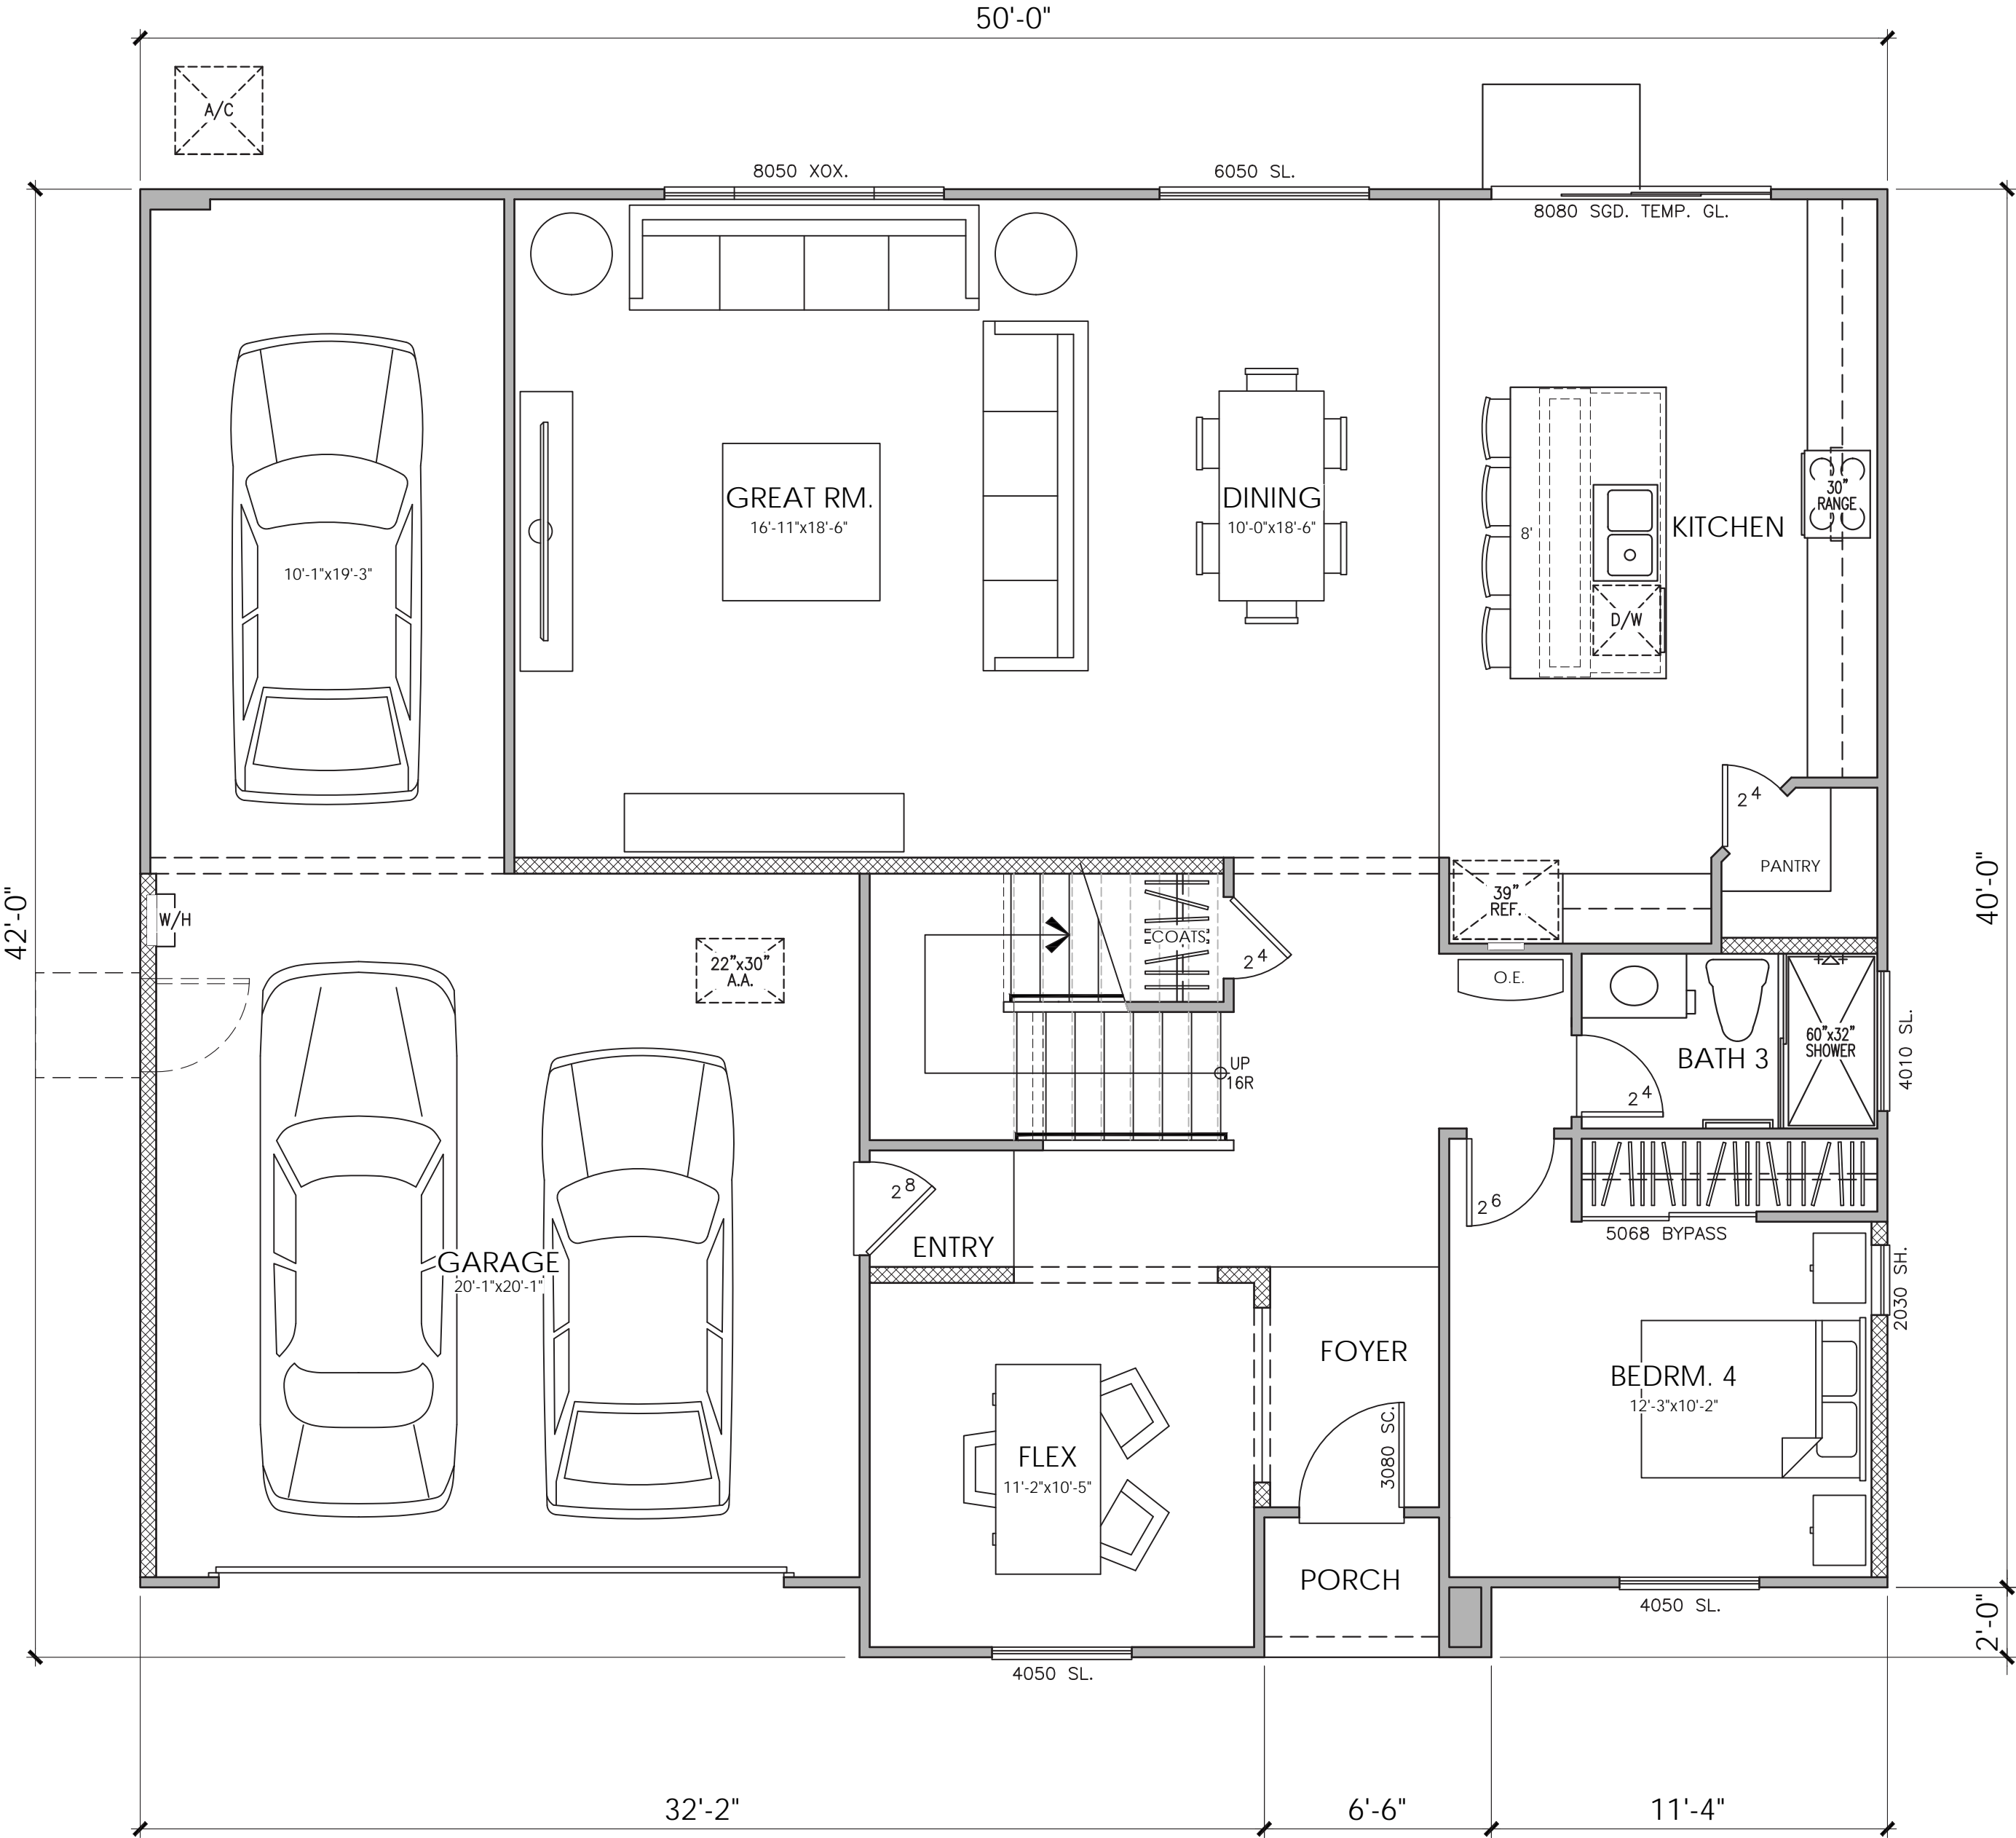 50'-0"
A/C
8050 XOX.
6050 SL.
8080 SGD. TEMP. GL.
GREAT RM.
16'-11"x18'-6"
DINING
10'-0"x18'-6"
8'
KITCHEN
30"
RANGE
D/W
10'-1"x19'-3"
2 4
PANTRY
39"
REF.
W/H
22"x30"
A.A.
COATS
2 4
O.E.
42'-0"
40'-0"
UP
16R
BATH 3
60"x32"
SHOWER
4010 SL.
2 4
2 8
2 6
5068 BYPASS
ENTRY
GARAGE
20'-1"x20'-1"
2030 SH.
FOYER
BEDRM. 4
12'-3"x10'-2"
3080 SC.
FLEX
11'-2"x10'-5"
PORCH
4050 SL.
2'-0"
4050 SL.
32'-2"
6'-6"
11'-4"